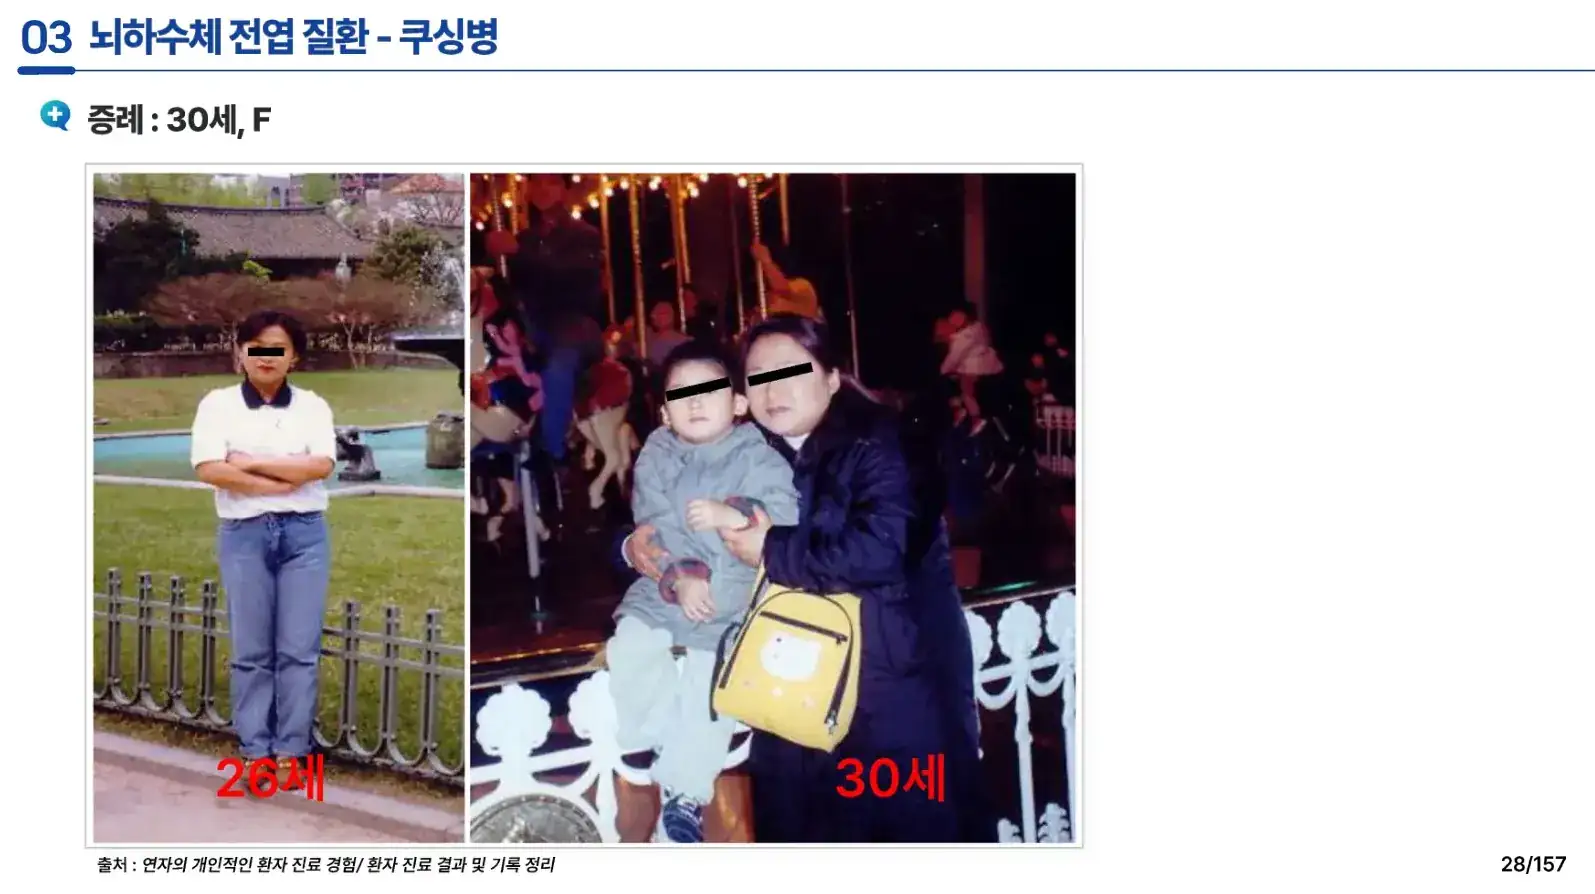 03 뇌하수체 전엽 질환 - 쿠싱병
증례 : 30세, F
26세
30세
출처 : 연자의 개인적인 환자 진료 경험/ 환자 진료 결과 및 기록 정리
28/157